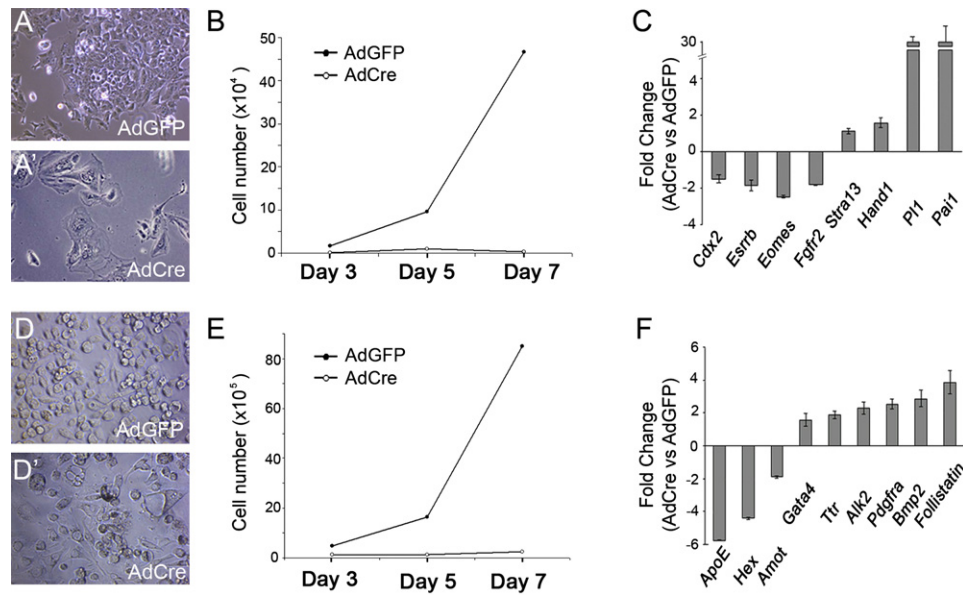 A
AdGFP
A'
AdCre
B
Cell number (x10⁴)
50
40
30
20
10
0
AdGFP
AdCre
Day 3 Day 5 Day 7
C
Fold Change
(AdCre vs AdGFP)
30
2
0
-2
-4
Cdx2 Esrrb Eomes Fgfr2 Stra13 Hand1 Pl1 Pai1
D
AdGFP
D'
AdCre
E
Cell number (x10⁵)
80
60
40
20
0
AdGFP
AdCre
Day 3 Day 5 Day 7
F
Fold Change
(AdCre vs AdGFP)
6
4
2
0
-2
-4
-6
ApoE Hex Amot Gata4 Ttr Alk2 Pdgfra Bmp2 Follistatin